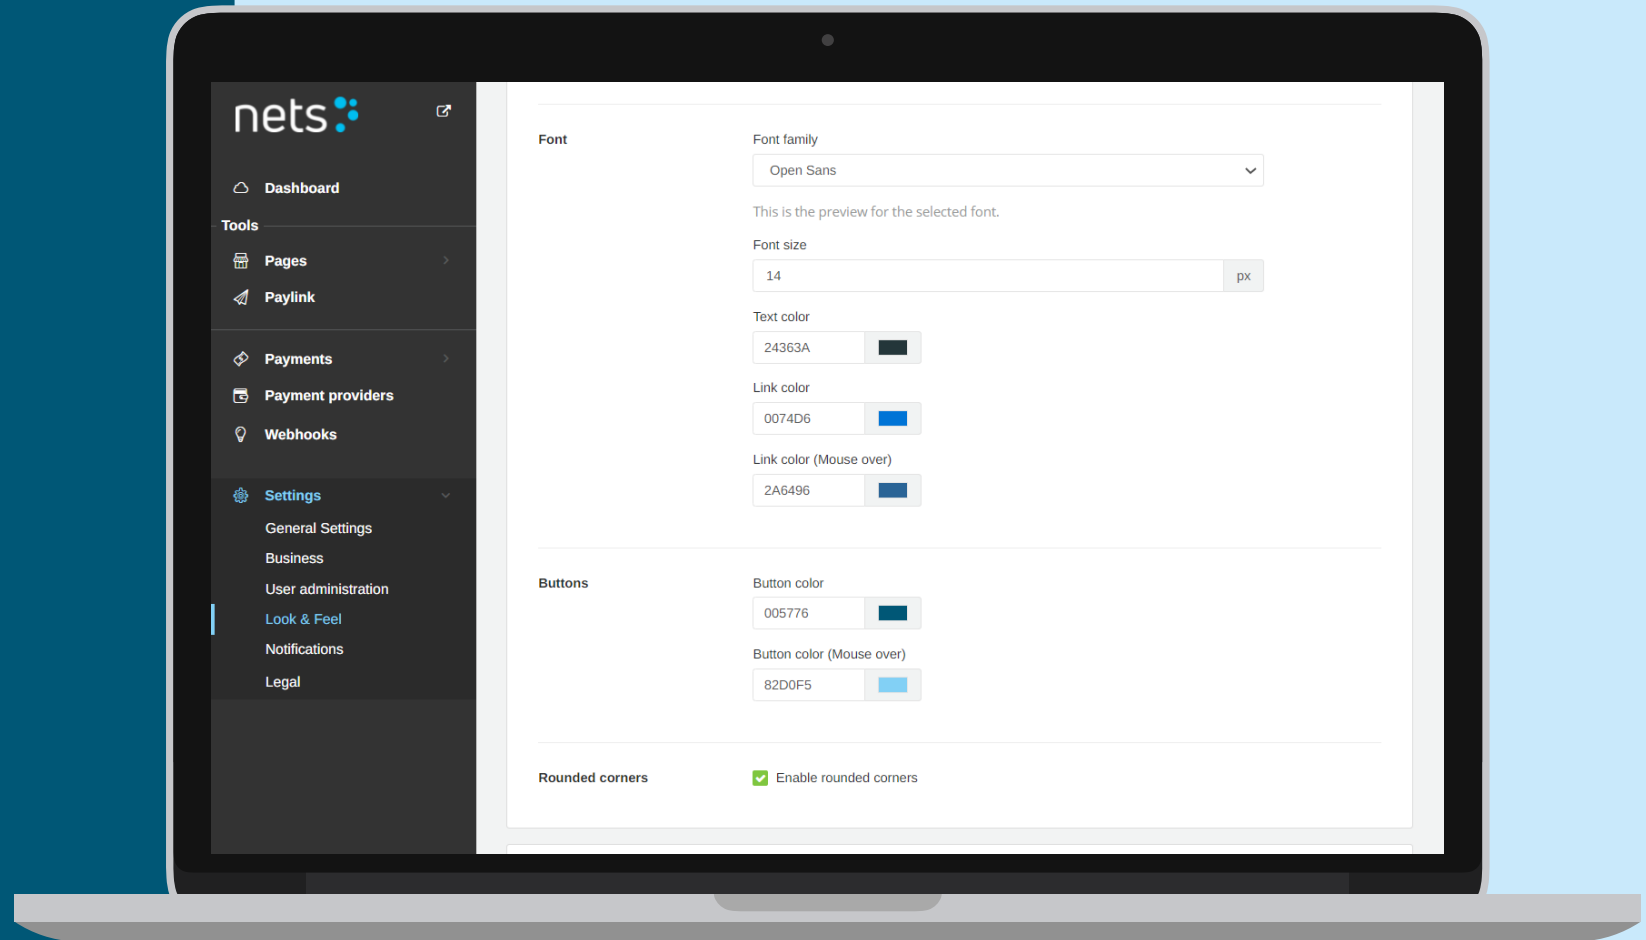 nets
Dashboard
Tools
Pages
Paylink
Payments
Payment providers
Webhooks
Settings
General Settings
Business
User administration
Look & Feel
Notifications
Legal
Font
Font family
Open Sans
This is the preview for the selected font.
Font size
14 px
Text color
24363A
Link color
0074D6
Link color (Mouse over)
2A6496
Buttons
Button color
005776
Button color (Mouse over)
82D0F5
Rounded corners
Enable rounded corners